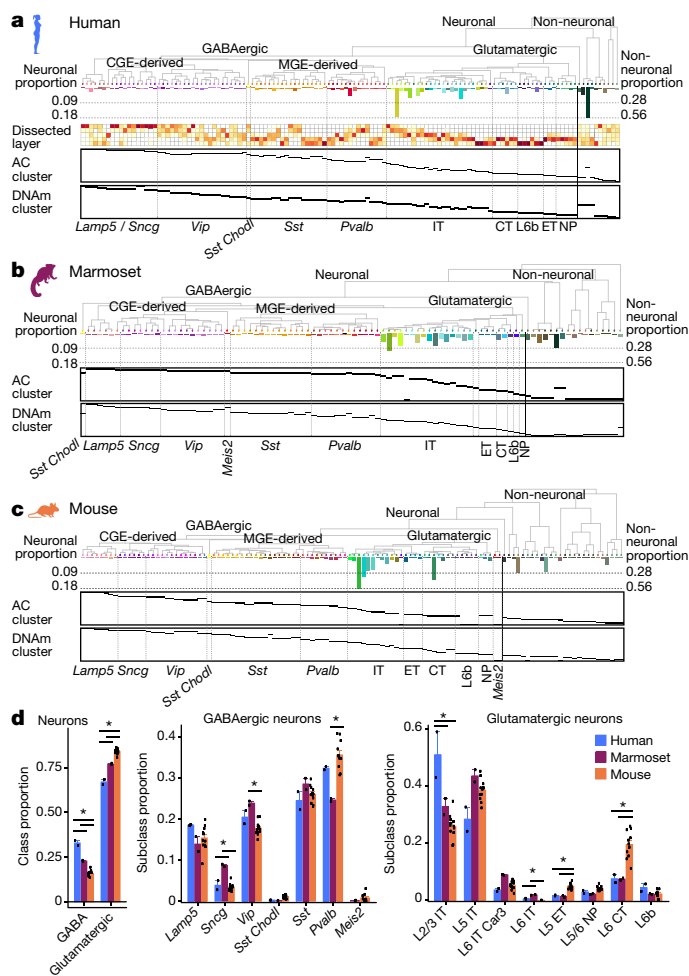 a Human
Neuronal Non-neuronal
GABAergic
CGE-derived MGE-derived Glutamatergic
Neuronal proportion
0.09
0.18
Non-neuronal proportion
0.28
0.56
Dissected layer
AC cluster
DNAm cluster
Lamp5 / Sncg Vip Sst Chodl Sst Pvalb IT CT L6b ET NP
b Marmoset
Neuronal Non-neuronal
GABAergic
CGE-derived MGE-derived Glutamatergic
Neuronal proportion
0.09
0.18
Non-neuronal proportion
0.28
0.56
AC cluster
DNAm cluster
Sst Chodl Lamp5 Sncg Vip Meis2 Sst Pvalb IT ET CT L6b NP
c Mouse
Non-neuronal
Neuronal
GABAergic
CGE-derived MGE-derived Glutamatergic
Neuronal proportion
0.09
0.18
Non-neuronal proportion
0.28
0.56
AC cluster
DNAm cluster
Lamp5 Sncg Vip Sst Chodl Sst Pvalb IT ET CT L6b NP Meis2
d Neurons
Class proportion
0.75
0.50
0.25
0
*
*
GABA
Glutamatergic
GABAergic neurons
Subclass proportion
0.4
0.3
0.2
0.1
0
*
*
*
Lamp5
Sncg
Vip
Sst Chodl
Sst
Pvalb
Meis2
Glutamatergic neurons
Subclass proportion
0.6
0.4
0.2
0
*
*
*
*
Human
Marmoset
Mouse
L2/3 IT
L5 IT
L6 IT Car3
L6 IT
L5 ET
L5/6 NP
L6 CT
L6b